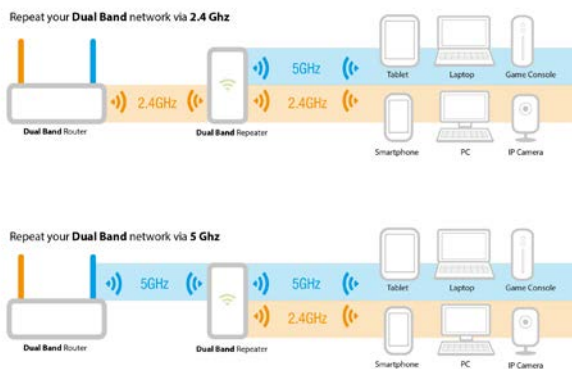 Repeat your Dual Band network via 2.4 Ghz
5GHz
2.4GHz
2.4GHz
Tablet
Laptop
Game Console
Dual Band Router
Dual Band Repeater
Smartphone
PC
IP Camera
Repeat your Dual Band network via 5 Ghz
5GHz
5GHz
2.4GHz
Tablet
Laptop
Game Console
Dual Band Router
Dual Band Repeater
Smartphone
PC
IP Camera